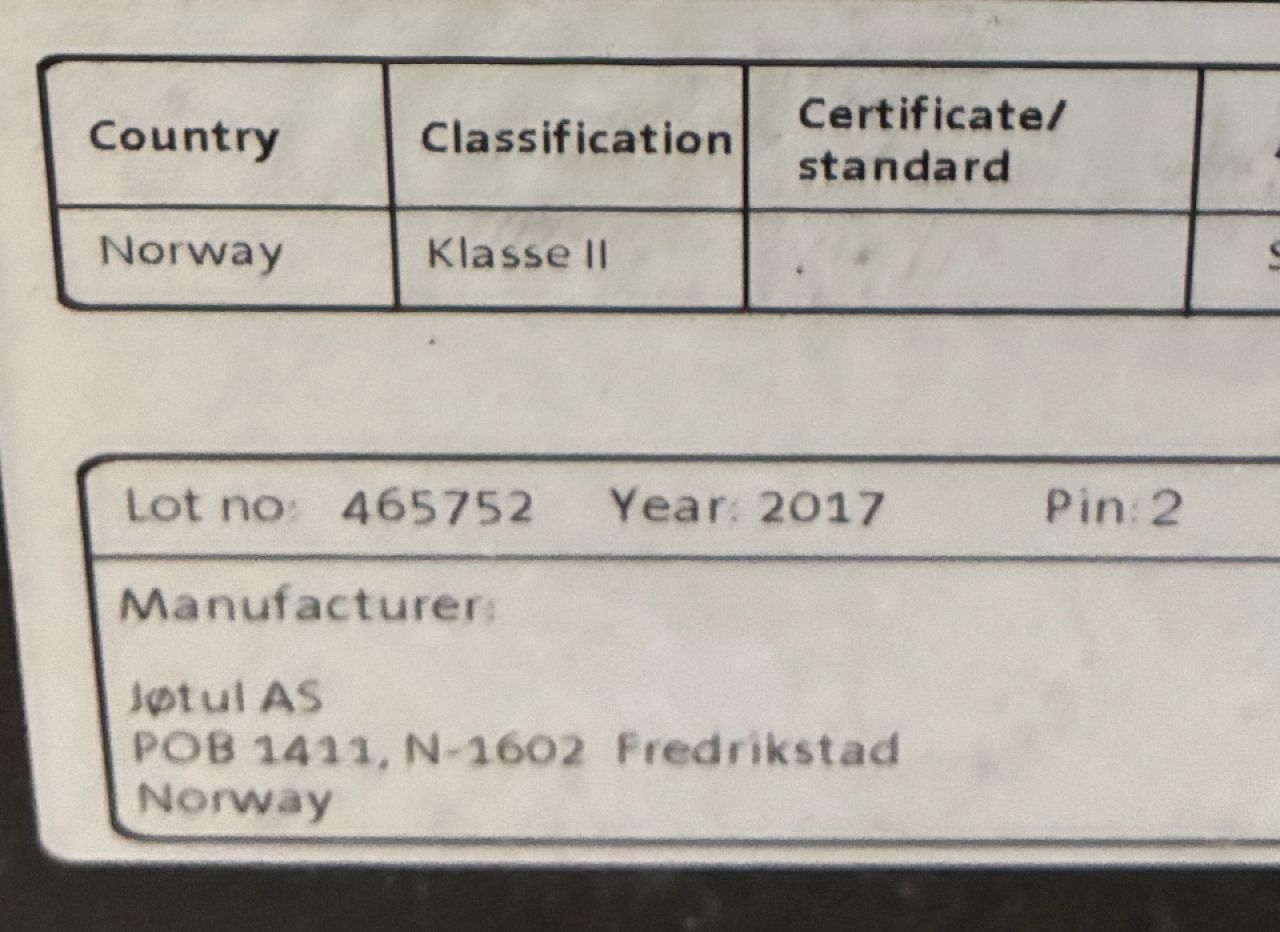 Country Classification Certificate/
standard
Norway Klasse II
Lot no: 465752 Year: 2017 Pin: 2
Manufacturer:
Jøtul AS
POB 1411, N-1602 Fredrikstad
Norway